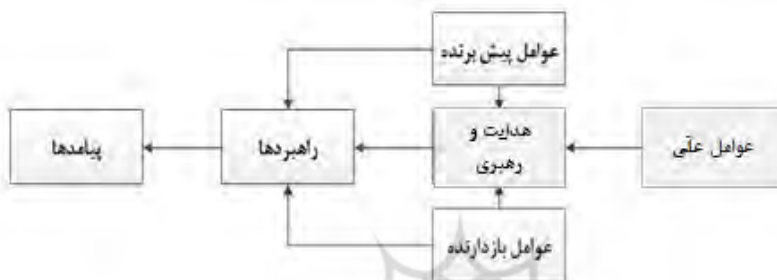 عوامل پیش برنده
عوامل علّی
هدایت و
رهبری
راهبردها
پیامدها
عوامل بازدارنده